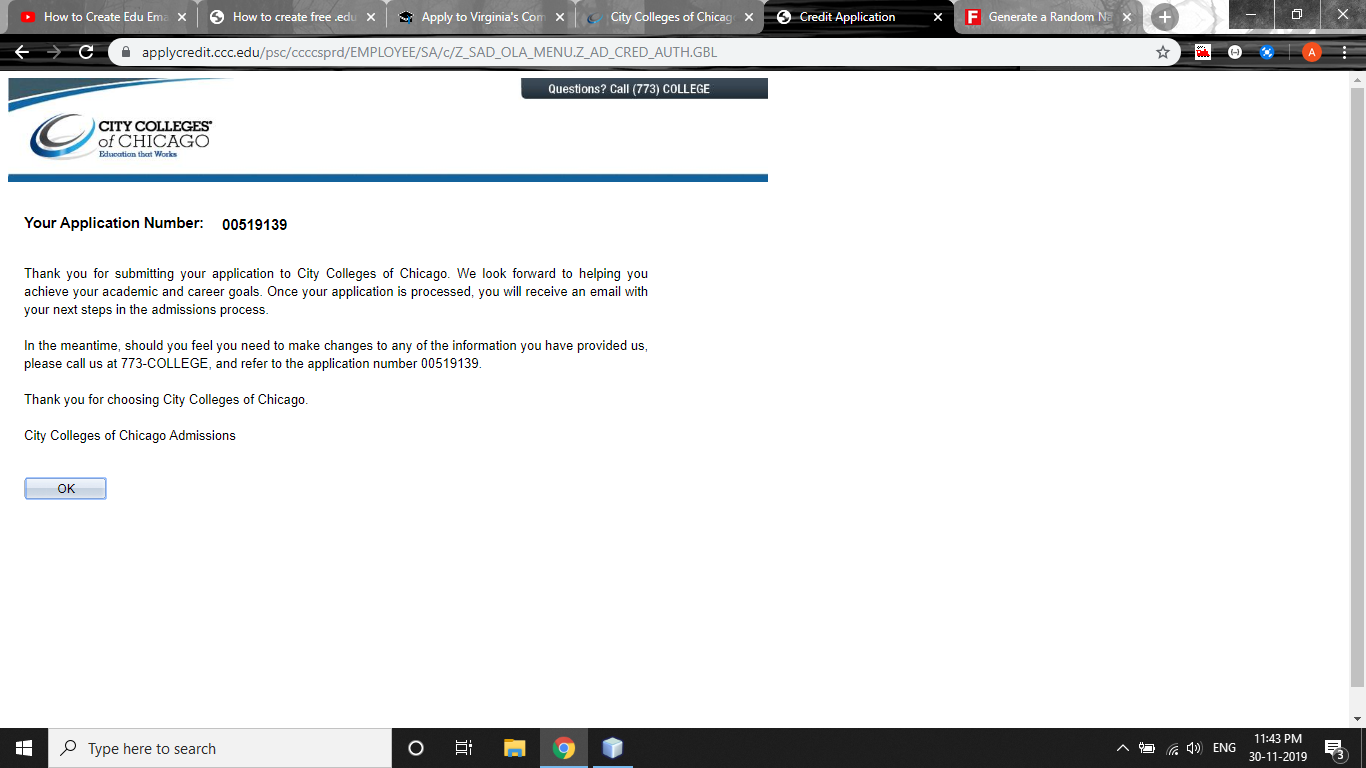 How to Create Edu Ema
How to create free .edu
Apply to Virginia's Com
City Colleges of Chicag
Credit Application
Generate a Random Na
applycredit.ccc.edu/psc/ccccsprd/EMPLOYEE/SA/c/Z_SAD_OLA_MENU.Z_AD_CRED_AUTH.GBL
A
Questions? Call (773) COLLEGE
CITY COLLEGES®
of CHICAGO
Education that Works
Your Application Number: 00519139
Thank you for submitting your application to City Colleges of Chicago. We look forward to helping you
achieve your academic and career goals. Once your application is processed, you will receive an email with
your next steps in the admissions process.
In the meantime, should you feel you need to make changes to any of the information you have provided us,
please call us at 773-COLLEGE, and refer to the application number 00519139.
Thank you for choosing City Colleges of Chicago.
City Colleges of Chicago Admissions
OK
Type here to search
ENG
11:43 PM
30-11-2019
3